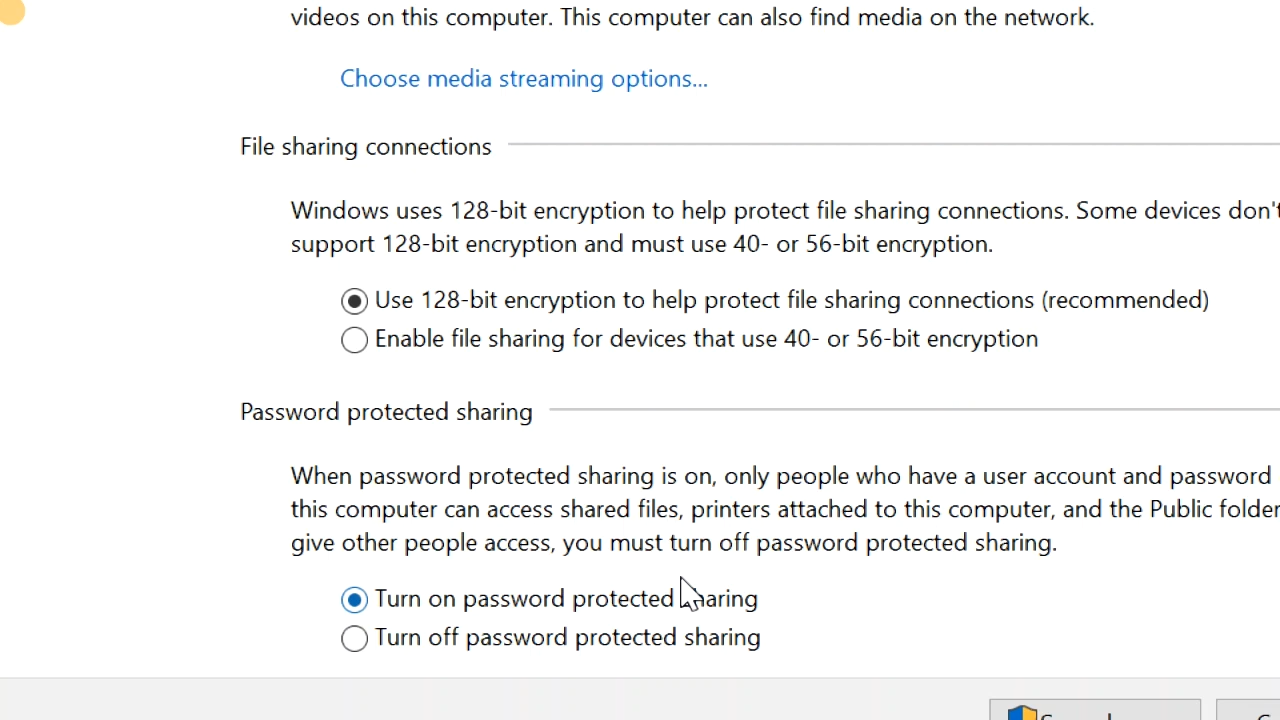 videos on this computer. This computer can also find media on the network.
Choose media streaming options...
File sharing connections
Windows uses 128-bit encryption to help protect file sharing connections. Some devices don't
support 128-bit encryption and must use 40- or 56-bit encryption.
Use 128-bit encryption to help protect file sharing connections (recommended)
Enable file sharing for devices that use 40- or 56-bit encryption
Password protected sharing
When password protected sharing is on, only people who have a user account and password
this computer can access shared files, printers attached to this computer, and the Public folder
give other people access, you must turn off password protected sharing.
Turn on password protected sharing
Turn off password protected sharing